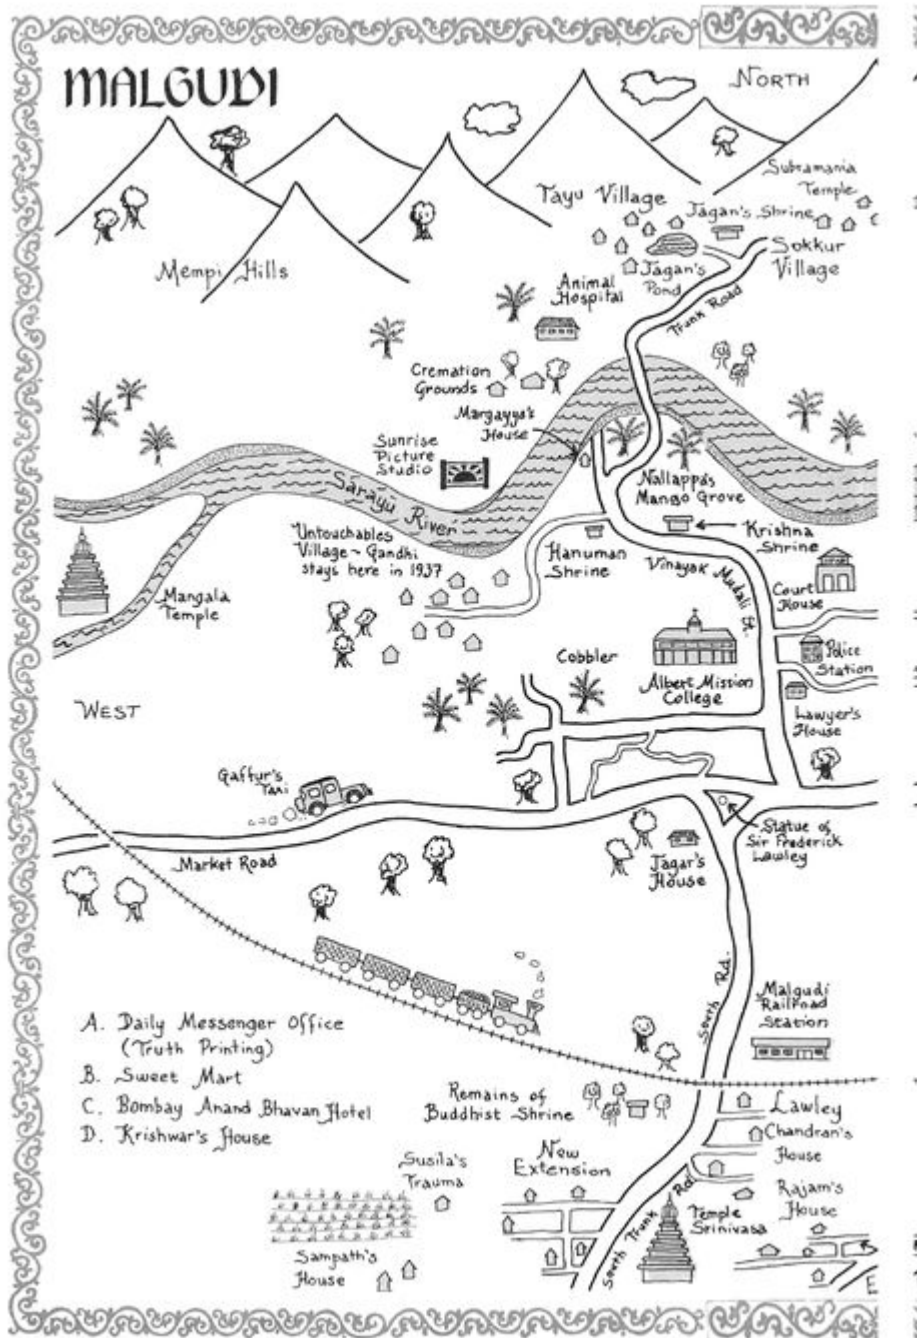 MALGUDI
NORTH
Subramania
Temple
Tayu Village
Jagan's Shrine
Sokkur
Village
Mempi Hills
Jagan's
Pond
Animal
Hospital
Trunk Road
Cremation
Grounds
Margayya's
House
Sunrise
Picture
Studio
Sarayu River
Nallappa's
Mango Grove
Krishna
Shrine
Untouchables
Village ~ Gandhi
stays here in 1937
Hanuman
Shrine
Vinayak Mudali St.
Court
House
Mangala
Temple
Police
Station
Cobbler
Albert Mission
College
WEST
Lawyer's
House
Gaffur's
Taxi
Statue of
Sir Frederick
Lawley
Market Road
Jagar's
House
South Rd.
Malgudi
Railroad
Station
A. Daily Messenger Office
(Truth Printing)
B. Sweet Mart
C. Bombay Anand Bhavan Hotel
D. Krishwar's House
Remains of
Buddhist Shrine
Lawley
Chandran's
House
New
Extension
Susila's
Trauma
Rajam's
House
Temple
Srinivasa
South Trunk Rd.
Sampath's
House
E